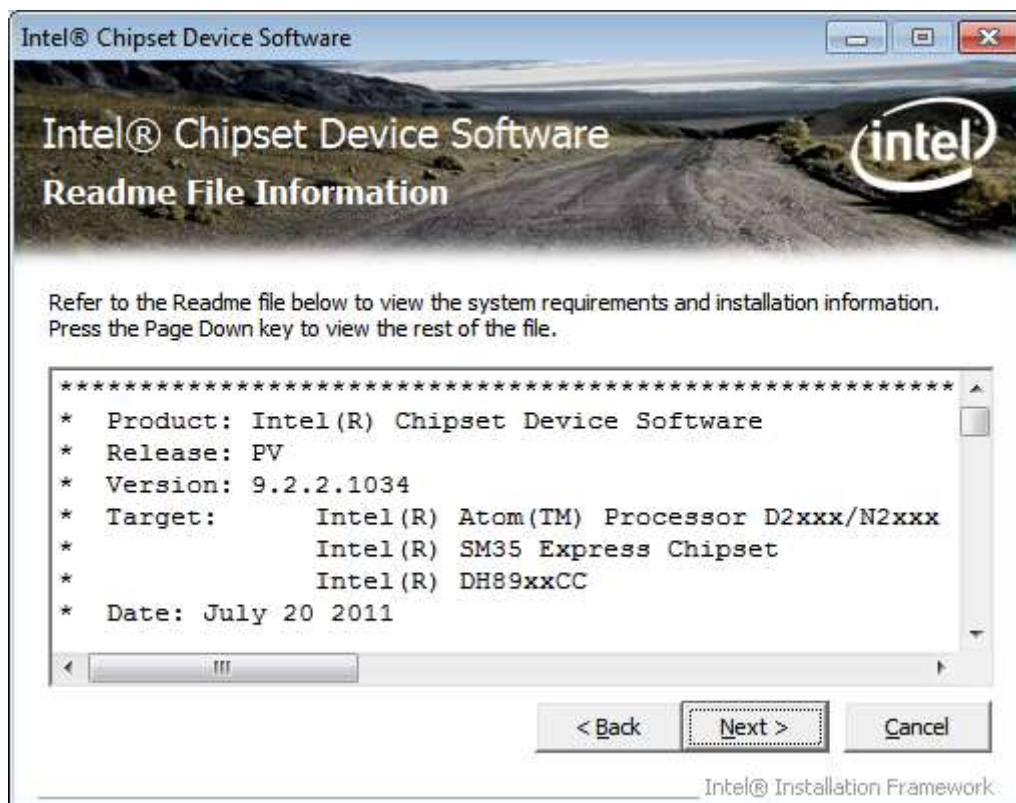 Intel® Chipset Device Software
Intel® Chipset Device Software
intel
Readme File Information
Refer to the Readme file below to view the system requirements and installation information.
Press the Page Down key to view the rest of the file.
********************************************************
* Product: Intel(R) Chipset Device Software
* Release: PV
* Version: 9.2.2.1034
* Target: Intel(R) Atom(TM) Processor D2xxx/N2xxx
* Intel(R) SM35 Express Chipset
* Intel(R) DH89xxCC
* Date: July 20 2011
< Back Next > Cancel
Intel® Installation Framework